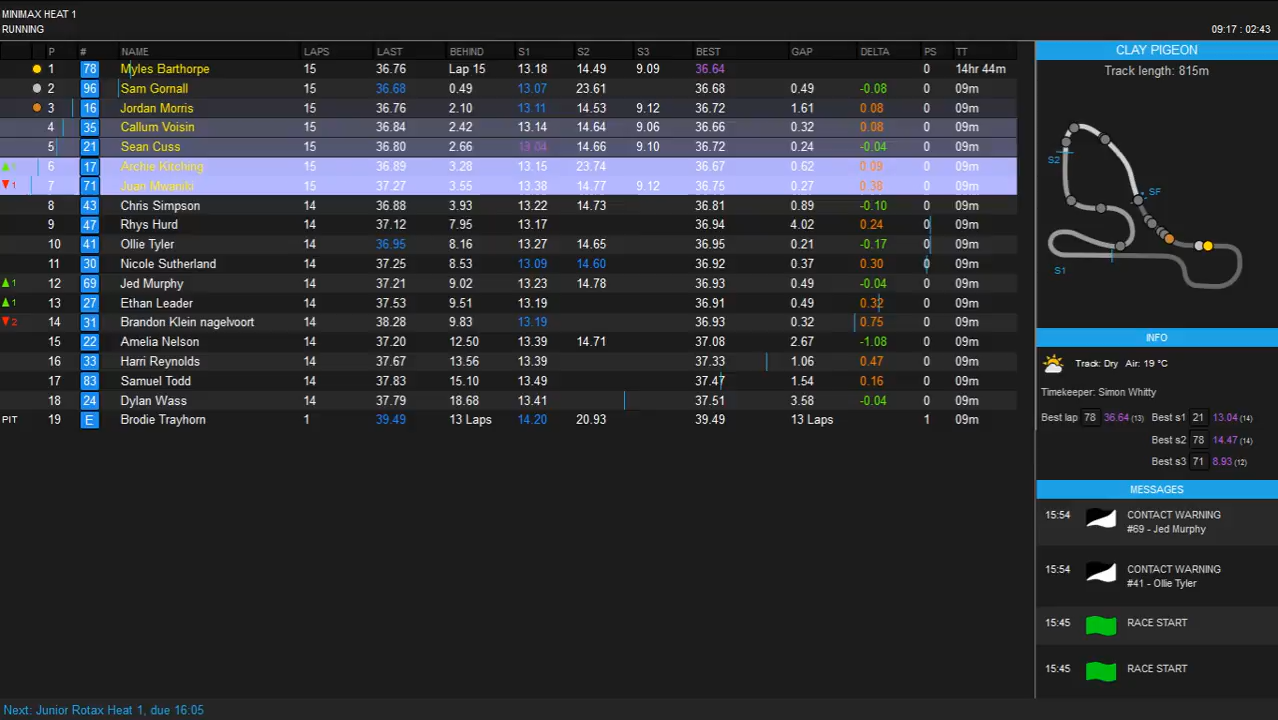 MINIMAX HEAT 1
RUNNING
09:17 : 02:43
P # NAME LAPS LAST BEHIND S1 S2 S3 BEST GAP DELTA PS TT
1 78 Myles Barthorpe 15 36.76 Lap 15 13.18 14.49 9.09 36.64 0 14hr 44m
2 96 Sam Gornall 15 36.68 0.49 13.07 23.61 36.68 0.49 -0.08 0 09m
3 16 Jordan Morris 15 36.76 2.10 13.11 14.53 9.12 36.72 1.61 0.08 0 09m
4 35 Callum Voisin 15 36.84 2.42 13.14 14.64 9.06 36.66 0.32 0.08 0 09m
5 21 Sean Cuss 15 36.80 2.66 13.04 14.66 9.10 36.72 0.24 -0.04 0 09m
1 6 17 Archie Kitching 15 36.89 3.28 13.15 23.74 36.67 0.62 0.09 0 09m
1 7 71 Juan Mwaniki 15 37.27 3.55 13.38 14.77 9.12 36.75 0.27 0.38 0 09m
8 43 Chris Simpson 14 36.88 3.93 13.22 14.73 36.81 0.89 -0.10 0 09m
9 47 Rhys Hurd 14 37.12 7.95 13.17 36.94 4.02 0.24 0 09m
10 41 Ollie Tyler 14 36.95 8.16 13.27 14.65 36.95 0.21 -0.17 0 09m
11 30 Nicole Sutherland 14 37.25 8.53 13.09 14.60 36.92 0.37 0.30 0 09m
1 12 69 Jed Murphy 14 37.21 9.02 13.23 14.78 36.93 0.49 -0.04 0 09m
1 13 27 Ethan Leader 14 37.53 9.51 13.19 36.91 0.49 0.32 0 09m
2 14 31 Brandon Klein nagelvoort 14 38.28 9.83 13.19 36.93 0.32 0.75 0 09m
15 22 Amelia Nelson 14 37.20 12.50 13.39 14.71 37.08 2.67 -1.08 0 09m
16 33 Harri Reynolds 14 37.67 13.56 13.39 37.33 1.06 0.47 0 09m
17 83 Samuel Todd 14 37.83 15.10 13.49 37.47 1.54 0.16 0 09m
18 24 Dylan Wass 14 37.79 18.68 13.41 37.51 3.58 -0.04 0 09m
PIT 19 E Brodie Trayhorn 1 39.49 13 Laps 14.20 20.93 39.49 13 Laps 1 09m
CLAY PIGEON
Track length: 815m
S2
SF
S1
INFO
Track: Dry Air: 19 °C
Timekeeper: Simon Whitty
Best lap 78 36.64 (13) Best s1 21 13.04 (14)
Best s2 78 14.47 (14)
Best s3 71 8.93 (12)
MESSAGES
15:54 CONTACT WARNING
#69 - Jed Murphy
15:54 CONTACT WARNING
#41 - Ollie Tyler
15:45 RACE START
15:45 RACE START
Next: Junior Rotax Heat 1, due 16:05